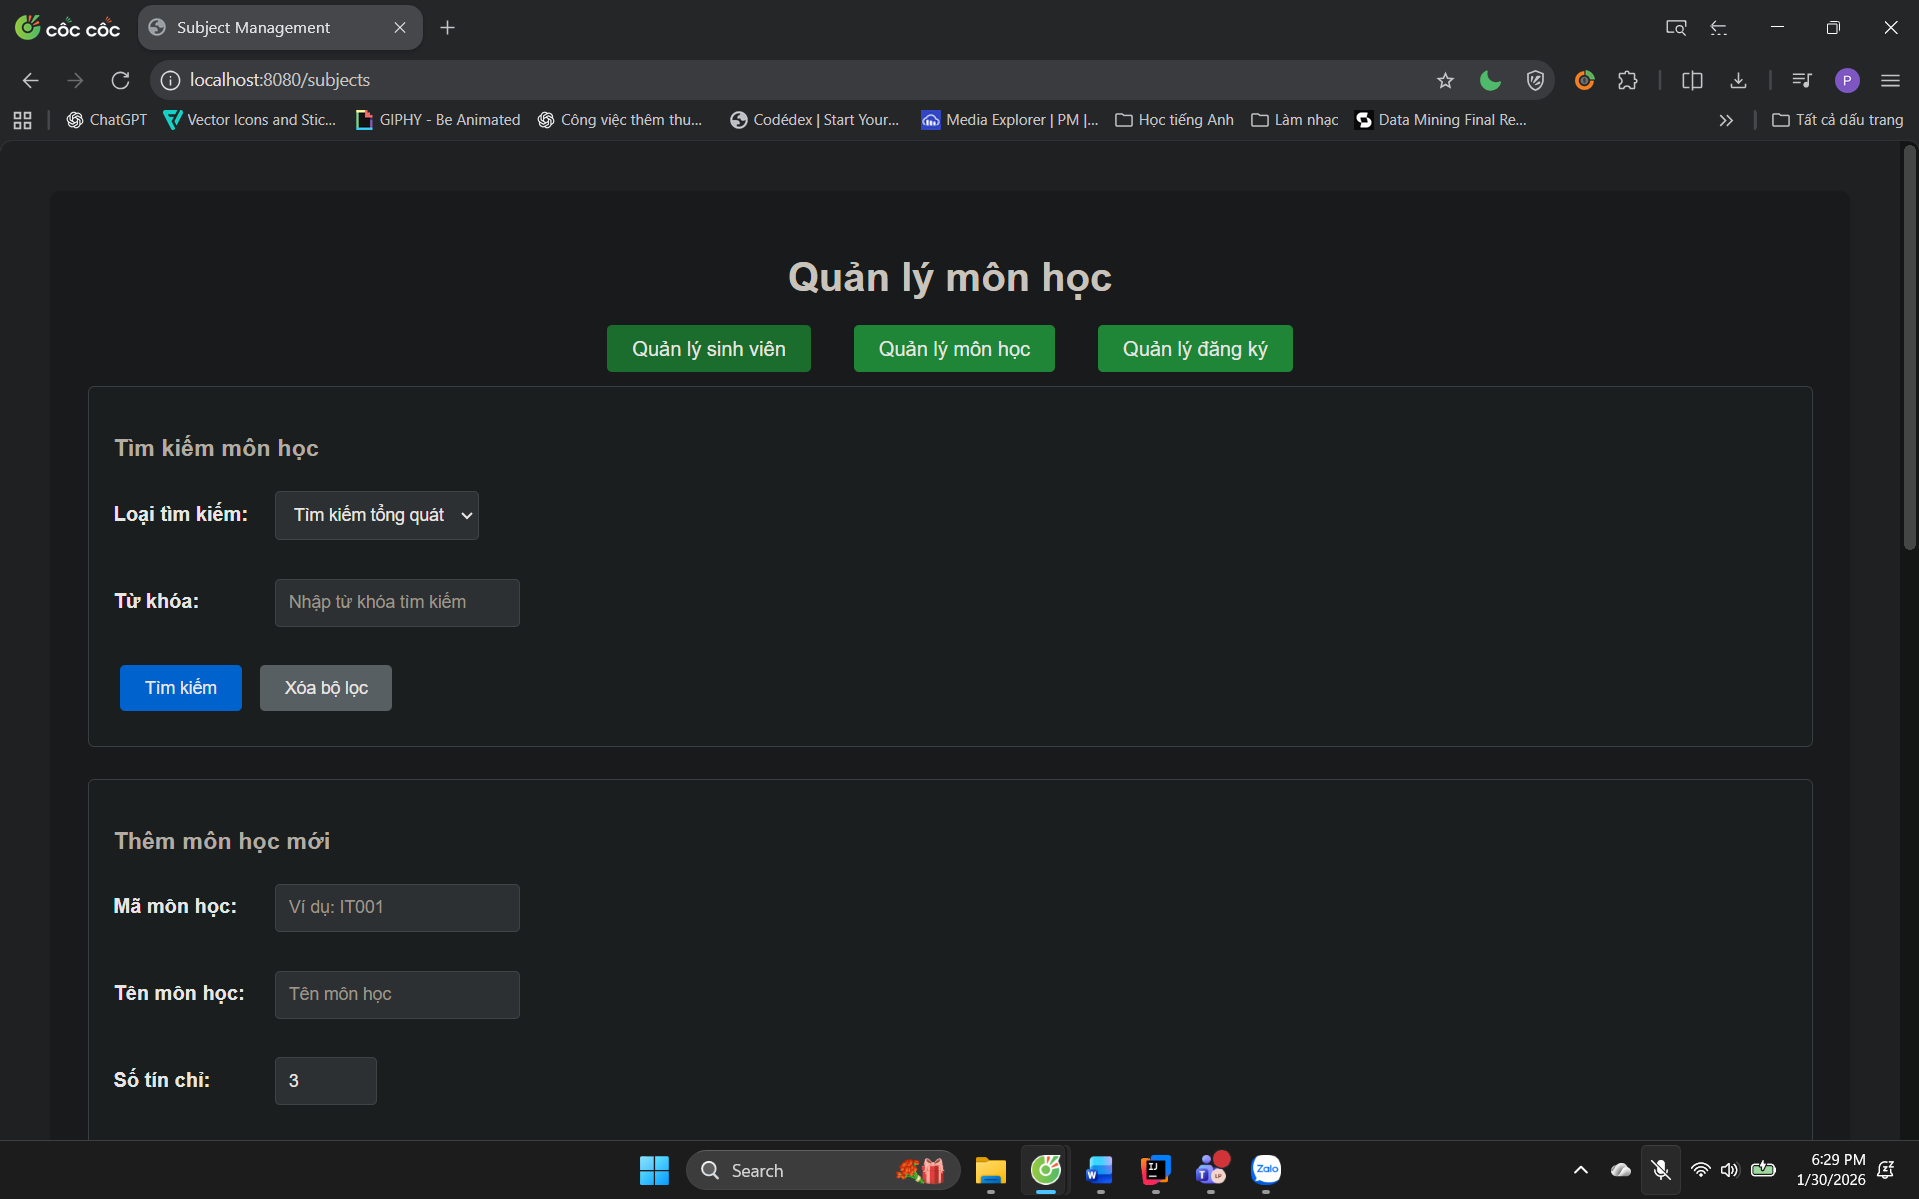 cốc cốc
Subject Management
localhost:8080/subjects
P
ChatGPT
Vector Icons and Stic...
GIPHY - Be Animated
Công việc thêm thu...
Codédex | Start Your...
Media Explorer | PM |...
Học tiếng Anh
Làm nhạc
Data Mining Final Re...
Tất cả dấu trang
Quản lý môn học
Quản lý sinh viên
Quản lý môn học
Quản lý đăng ký
Tìm kiếm môn học
Loại tìm kiếm:
Tìm kiếm tổng quát
Từ khóa:
Nhập từ khóa tìm kiếm
Tìm kiếm
Xóa bộ lọc
Thêm môn học mới
Mã môn học:
Ví dụ: IT001
Tên môn học:
Tên môn học
Số tín chỉ:
3
Search
W
IJ
T
LP
Zalo
6:29 PM
1/30/2026